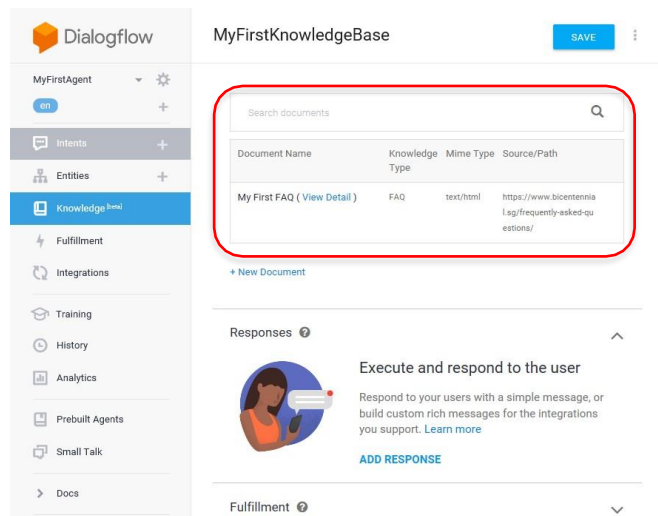 Dialogflow
MyFirstAgent
en
Intents
Entities
Knowledge [beta]
Fulfillment
Integrations
Training
History
Analytics
Prebuilt Agents
Small Talk
Docs
MyFirstKnowledgeBase
SAVE
Search documents
Document Name Knowledge Mime Type Source/Path
Type
My First FAQ ( View Detail ) FAQ text/html https://www.bicentennia
l.sg/frequently-asked-qu
estions/
+ New Document
Responses ?
Execute and respond to the user
Respond to your users with a simple message, or
build custom rich messages for the integrations
you support. Learn more
ADD RESPONSE
Fulfillment ?